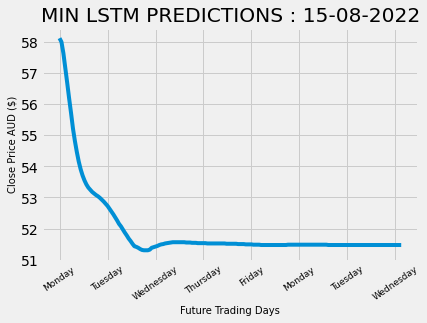 MIN LSTM PREDICTIONS : 15-08-2022
58
57
56
55
54
53
52
51
Close Price AUD ($)
Monday Tuesday Wednesday Thursday Friday Monday Tuesday Wednesday
Future Trading Days